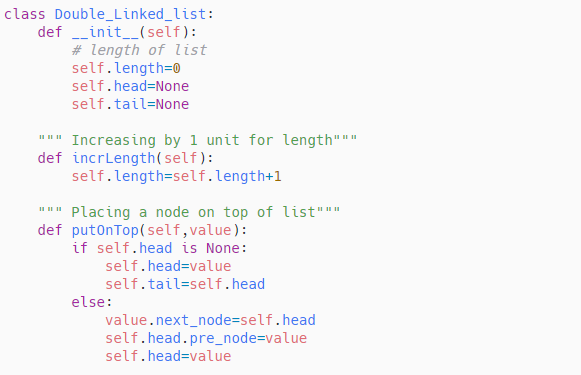 class Double_Linked_list:
    def __init__(self):
        # length of list
        self.length=0
        self.head=None
        self.tail=None

    """ Increasing by 1 unit for length"""
    def incrLength(self):
        self.length=self.length+1

    """ Placing a node on top of list"""
    def putOnTop(self,value):
        if self.head is None:
            self.head=value
            self.tail=self.head
        else:
            value.next_node=self.head
            self.head.pre_node=value
            self.head=value